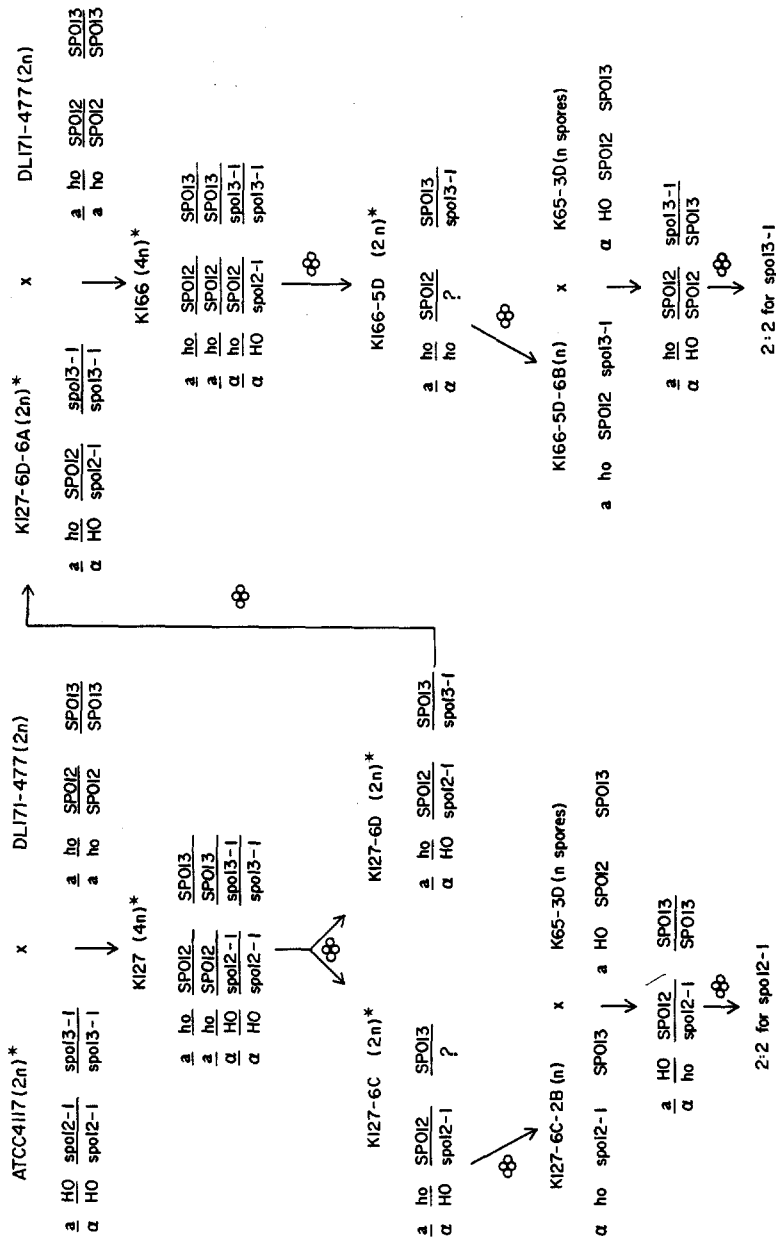 ATCC4117 (2n)*
a HO spo12-1 spo13-1
α HO spo12-1 spo13-1
x
DL171-477 (2n)
a ho SPO12 SPO13
a ho SPO12 SPO13
K127 (4n)*
a ho SPO12 SPO13
a ho SPO12 SPO13
α HO spo12-1 spo13-1
α HO spo12-1 spo13-1
K127-6C (2n)*
a ho SPO12 SPO13
α HO spo12-1 ?
K127-6D (2n)*
a ho SPO12 SPO13
α HO spo12-1 spo13-1
K127-6C-2B (n)
α ho spo12-1 SPO13
x
K65-3D (n spores)
a HO SPO12 SPO13
a HO SPO12 SPO13
α ho spo12-1 SPO13
2:2 for spo12-1
K127-6D-6A (2n)*
a ho SPO12 spo13-1
α HO spo12-1 spo13-1
x
DL171-477 (2n)
a ho SPO12 SPO13
a ho SPO12 SPO13
K166 (4n)*
a ho SPO12 SPO13
a ho SPO12 SPO13
α ho SPO12 spo13-1
α HO spo12-1 spo13-1
K166-5D (2n)*
a ho SPO12 SPO13
α ho ? spo13-1
K166-5D-6B (n)
a ho SPO12 spo13-1
x
K65-3D (n spores)
α HO SPO12 SPO13
a ho SPO12 spo13-1
α HO SPO12 SPO13
2:2 for spo13-1